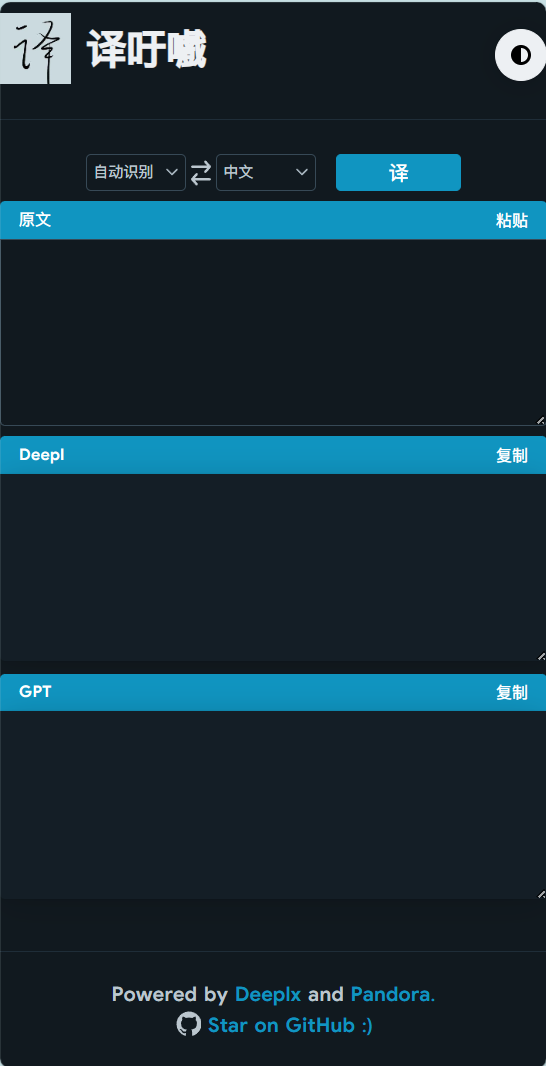 译
译吁嚱
自动识别
中文
译
原文
粘贴
Deepl
复制
GPT
复制
Powered by Deeplx and Pandora.
Star on GitHub :)